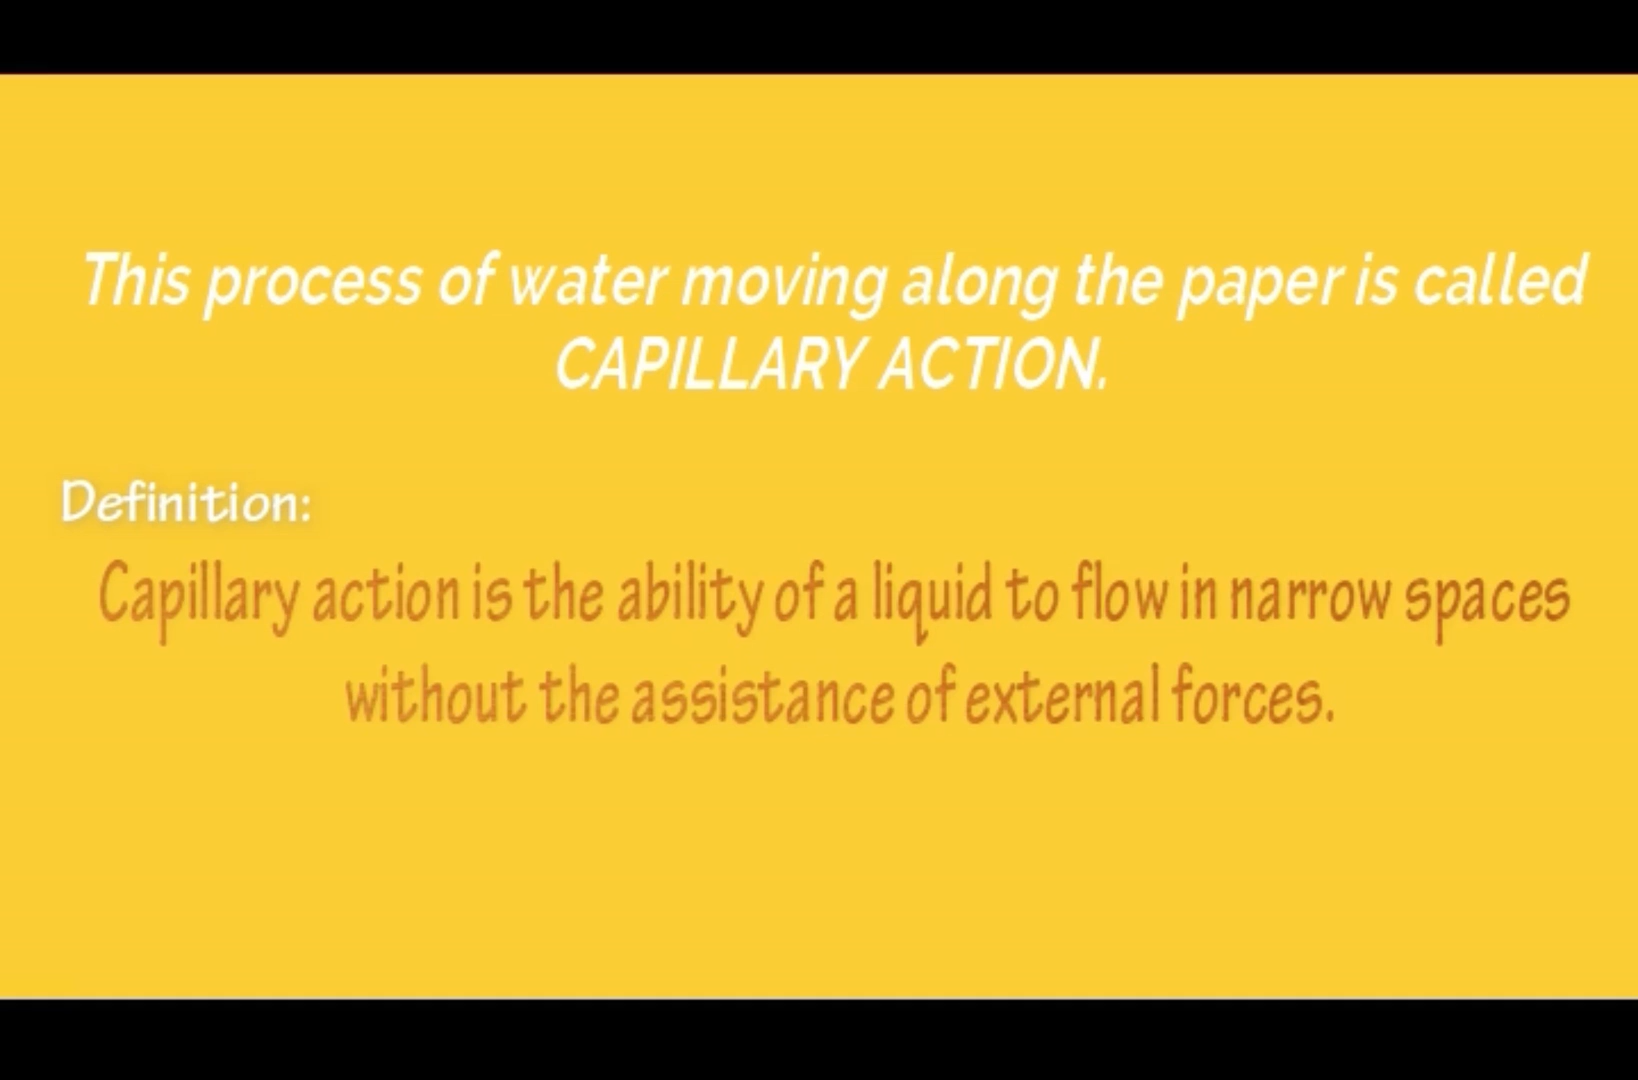 This process of water moving along the paper is called
CAPILLARY ACTION.
Definition:
Capillary action is the ability of a liquid to flow in narrow spaces
without the assistance of external forces.